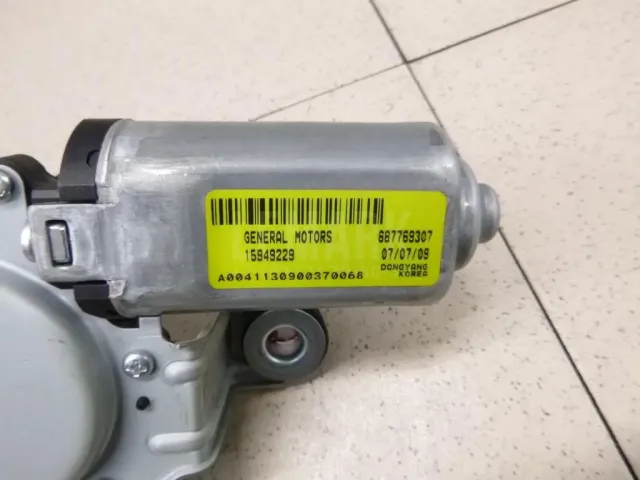 GENERAL MOTORS 687769307
15949229 07/07/09
A0041130900370068 DONGYANG
KOREA